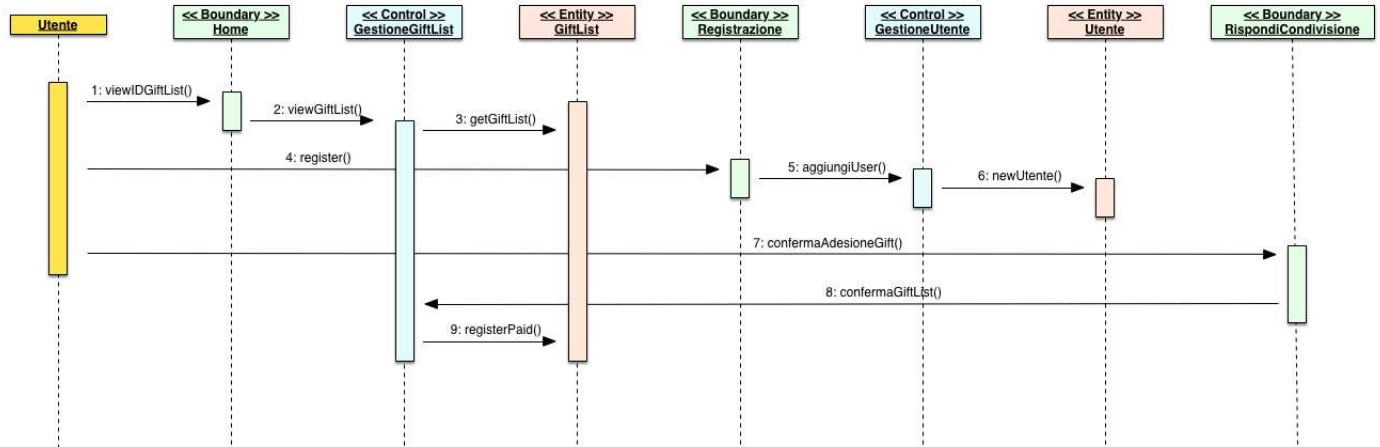 Utente
<< Boundary >>
Home
<< Control >>
GestioneGiftList
<< Entity >>
GiftList
<< Boundary >>
Registrazione
<< Control >>
GestioneUtente
<< Entity >>
Utente
<< Boundary >>
RispondiCondivisione
1: viewIDGiftList()
2: viewGiftList()
3: getGiftList()
4: register()
5: aggiungiUser()
6: newUtente()
7: confermaAdesioneGift()
8: confermaGiftList()
9: registerPaid()